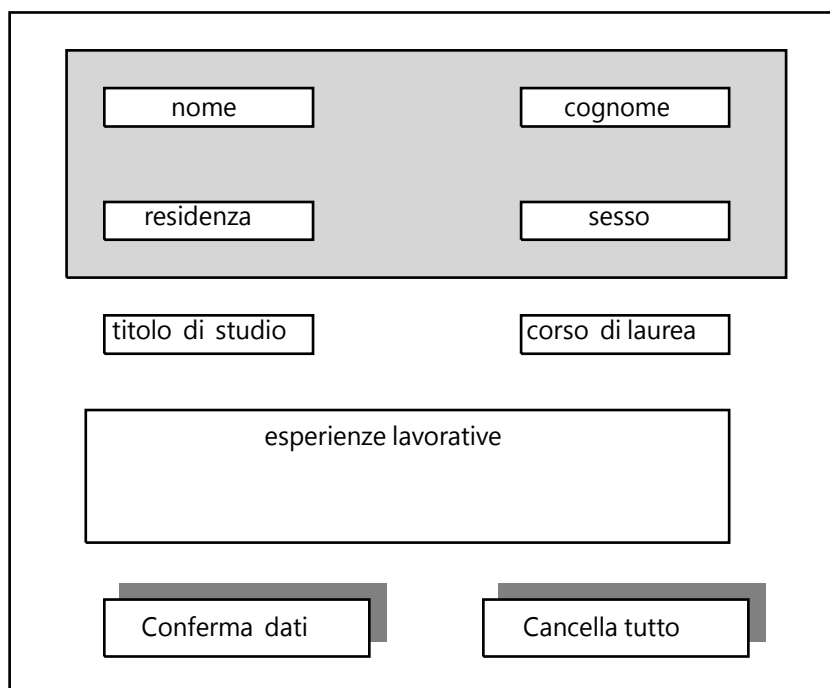 nome
cognome
residenza
sesso
titolo di studio
corso di laurea
esperienze lavorative
Conferma dati
Cancella tutto